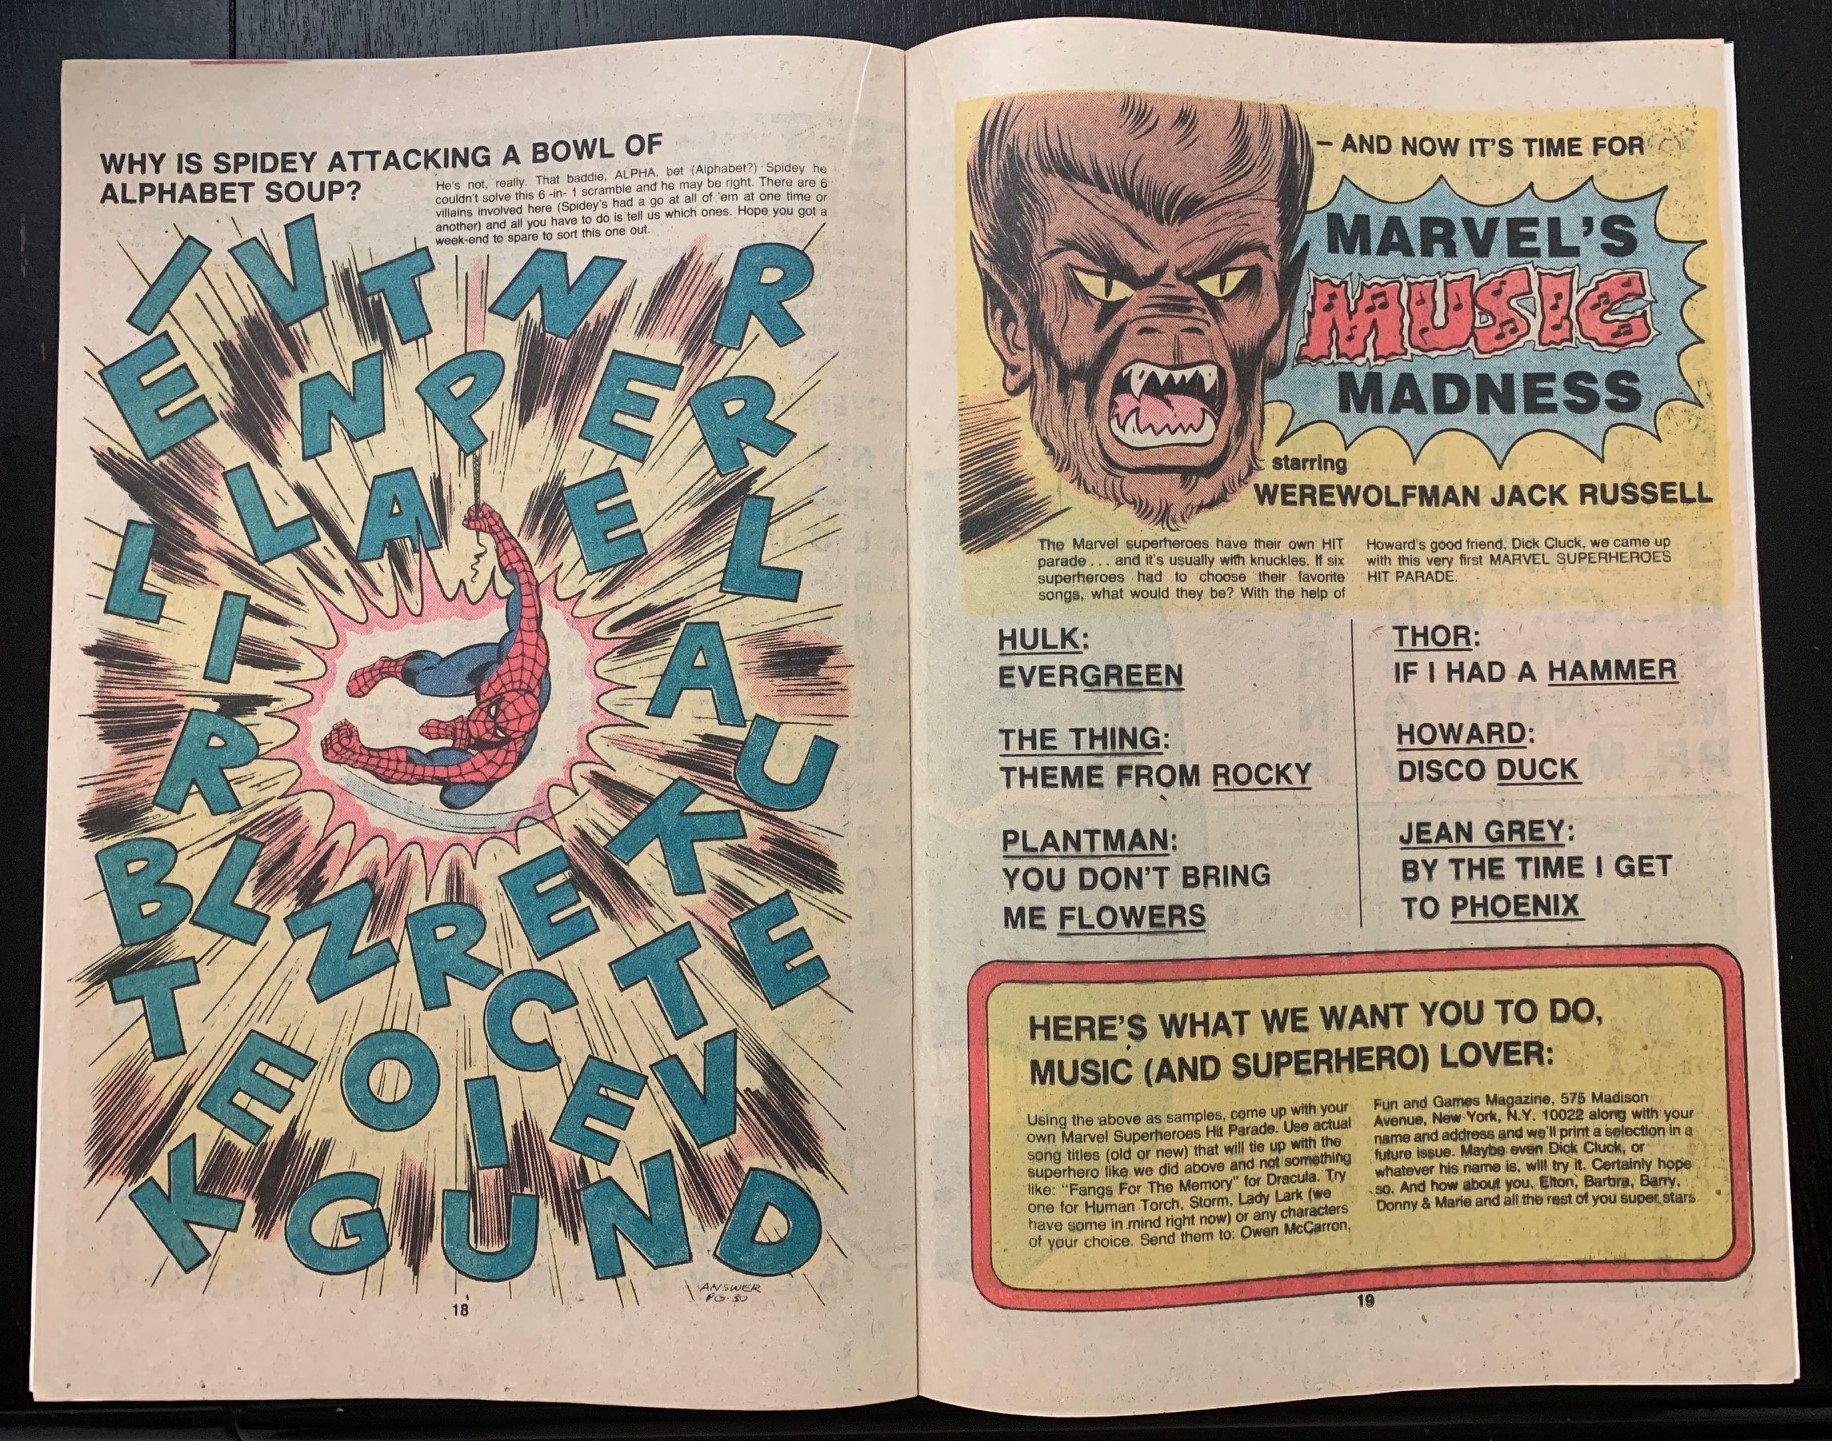 WHY IS SPIDEY ATTACKING A BOWL OF
ALPHABET SOUP?
He's not, really. That baddie, ALPHA, bet (Alphabet?) Spidey he
couldn't solve this 6-in-1 scramble and he may be right. There are 6
villains involved here (Spidey's had a go at all of 'em at one time or
another) and all you have to do is tell us which ones. Hope you got a
week-end to spare to sort this one out.
I V T N R
E N P E R
L L A E L
I A
R U
B L Z R E K
T C T E
E O I E V
K G U N D
ANSWER
PG. 30
18
– AND NOW IT'S TIME FOR
MARVEL'S
MUSIC
MADNESS
starring
WEREWOLFMAN JACK RUSSELL
The Marvel superheroes have their own HIT
parade . . . and it's usually with knuckles. If six
superheroes had to choose their favorite
songs, what would they be? With the help of
Howard's good friend, Dick Cluck, we came up
with this very first MARVEL SUPERHEROES
HIT PARADE.
HULK:
EVERGREEN
THE THING:
THEME FROM ROCKY
PLANTMAN:
YOU DON'T BRING
ME FLOWERS
THOR:
IF I HAD A HAMMER
HOWARD:
DISCO DUCK
JEAN GREY:
BY THE TIME I GET
TO PHOENIX
HERE'S WHAT WE WANT YOU TO DO,
MUSIC (AND SUPERHERO) LOVER:
Using the above as samples, come up with your
own Marvel Superheroes Hit Parade. Use actual
song titles (old or new) that will tie up with the
superhero like we did above and not something
like: "Fangs For The Memory" for Dracula. Try
one for Human Torch, Storm, Lady Lark (we
have some in mind right now) or any characters
of your choice. Send them to: Owen McCarron,
Fun and Games Magazine, 575 Madison
Avenue, New York, N.Y. 10022 along with your
name and address and we'll print a selection in a
future issue. Maybe even Dick Cluck, or
whatever his name is, will try it. Certainly hope
so. And how about you, Elton, Barbra, Barry,
Donny & Marie and all the rest of you super stars
19